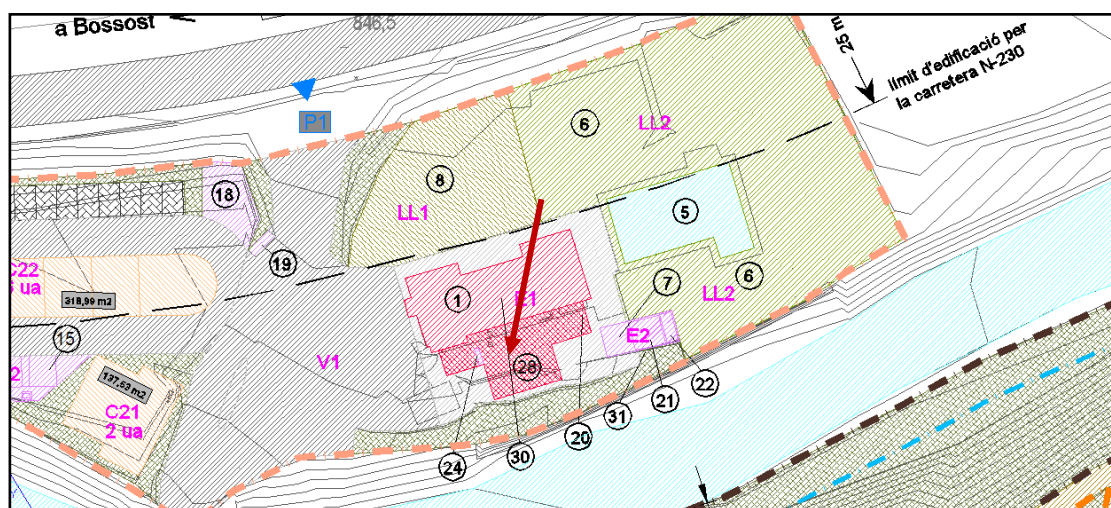 a Bossost
846,5
25 m
límit d'edificació per
la carretera N-230
P1
6
LL2
8
18
LL1
5
19
C22
318,99 m2
1
E1
7
6
LL2
15
E2
V1
28
137,53 m2
C21
2 ua
22
21
31
20
24
30